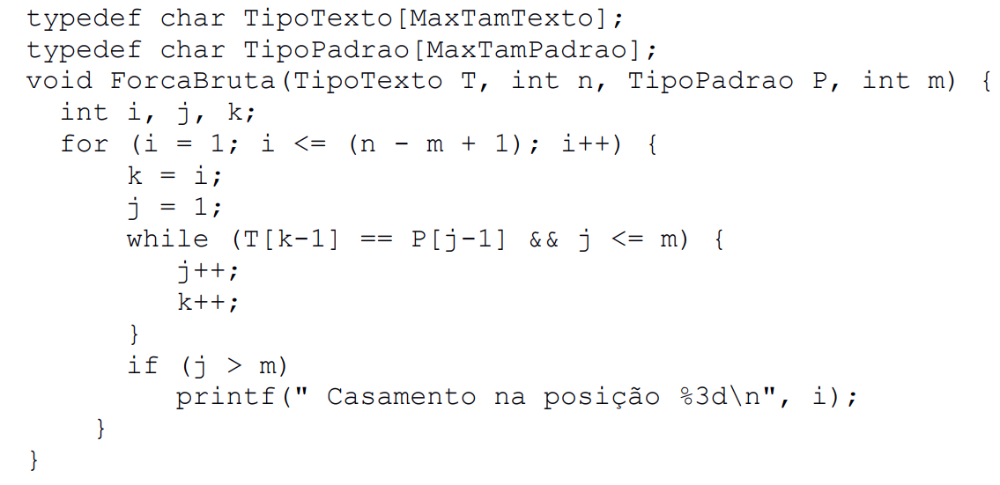 typedef char TipoTexto[MaxTamTexto];
typedef char TipoPadrao[MaxTamPadrao];
void ForcaBruta(TipoTexto T, int n, TipoPadrao P, int m) {
int i, j, k;
for (i = 1; i <= (n - m + 1); i++) {
k = i;
j = 1;
while (T[k-1] == P[j-1] && j <= m) {
j++;
k++;
}
if (j > m)
printf(" Casamento na posição %3d\n", i);
}
}